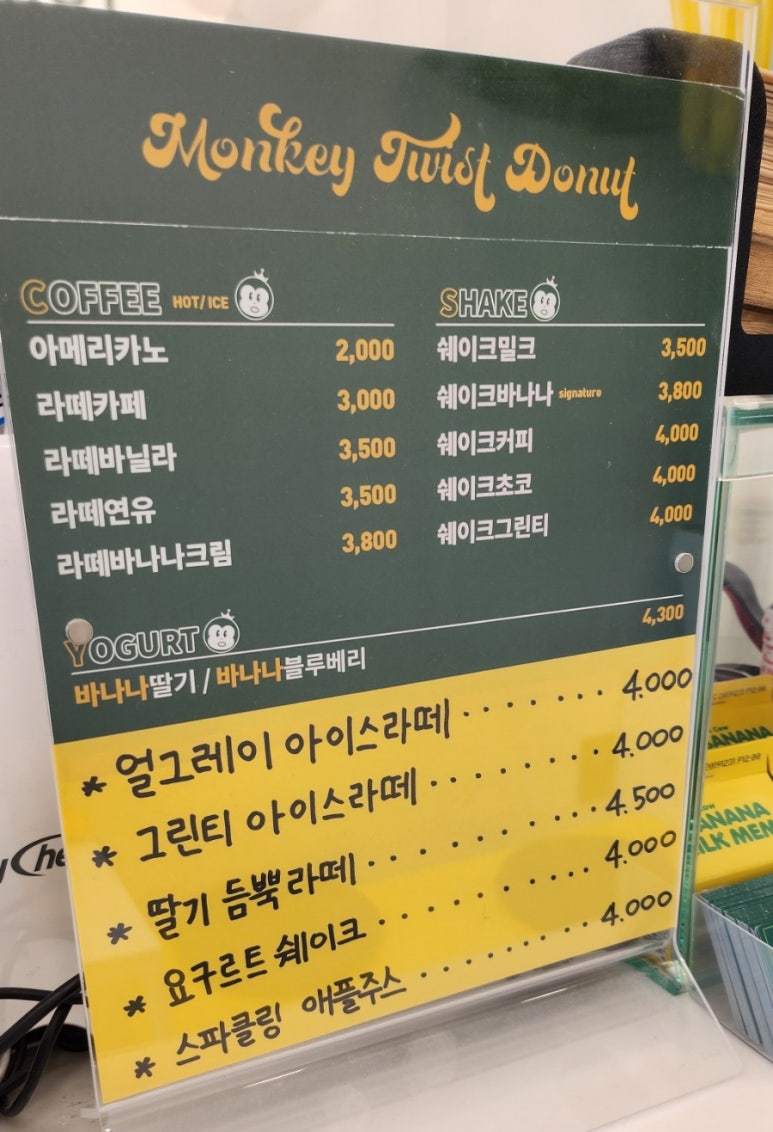 Monkey Twist Donut
COFFEE HOT/ICE
아메리카노 2,000
라떼카페 3,000
라떼바닐라 3,500
라떼연유 3,500
라떼바나나크림 3,800
SHAKE
쉐이크밀크 3,500
쉐이크바나나 signature 3,800
쉐이크커피 4,000
쉐이크초코 4,000
쉐이크그린티 4,000
YOGURT 4,300
바나나딸기 / 바나나블루베리
* 얼그레이 아이스라떼 ······· 4.000
* 그린티 아이스라떼 ········ 4.000
* 딸기 듬뿍라떼 ·········· 4.500
* 요구르트 쉐이크 ·········· 4.000
* 스파클링 애플주스 ········ 4.000
BANANA